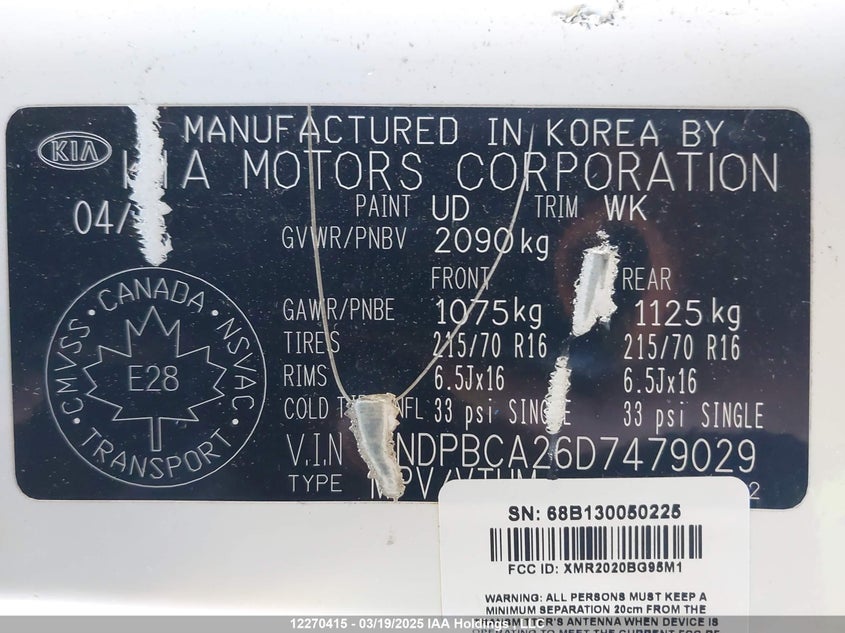 KIA
MANUFACTURED IN KOREA BY
MOTORS CORPORATION
04/
PAINT UD TRIM WK
GVWR/PNBV 2090kg
FRONT REAR
GAWR/PNBE 1075kg 1125kg
TIRES 215/70 R16 215/70 R16
RIMS 6.5Jx16 6.5Jx16
COLD 33 psi SINGLE 33 psi SINGLE
V.I.N NDPBCA26D7479029
TYPE MPV/VTUM
CANADA
CMVSS · NSVAC
E28
TRANSPORT
SN: 68B130050225
FCC ID: XMR2020BG95M1
WARNING: ALL PERSONS MUST KEEP A
MINIMUM SEPARATION 20cm FROM THE
ANTENNA WHEN DEVICE IS
12270415 - 03/19/2025 IAA Holdings , LLC